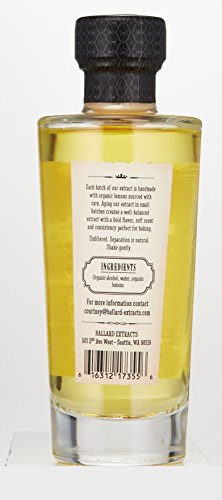 Each batch of our extract is handmade
with organic lemons sourced with
care. Aging our extract in small
batches creates a well-balanced
extract with a bold flavor, soft scent
and consistency perfect for baking.
Unfiltered. Separation is natural.
Shake gently.
INGREDIENTS
Organic alcohol, water, organic
lemons
For more information contact
courtney@ballard-extracts.com
BALLARD EXTRACTS
501 2nd Ave West - Seattle, WA 98119
6 16312 17355 6